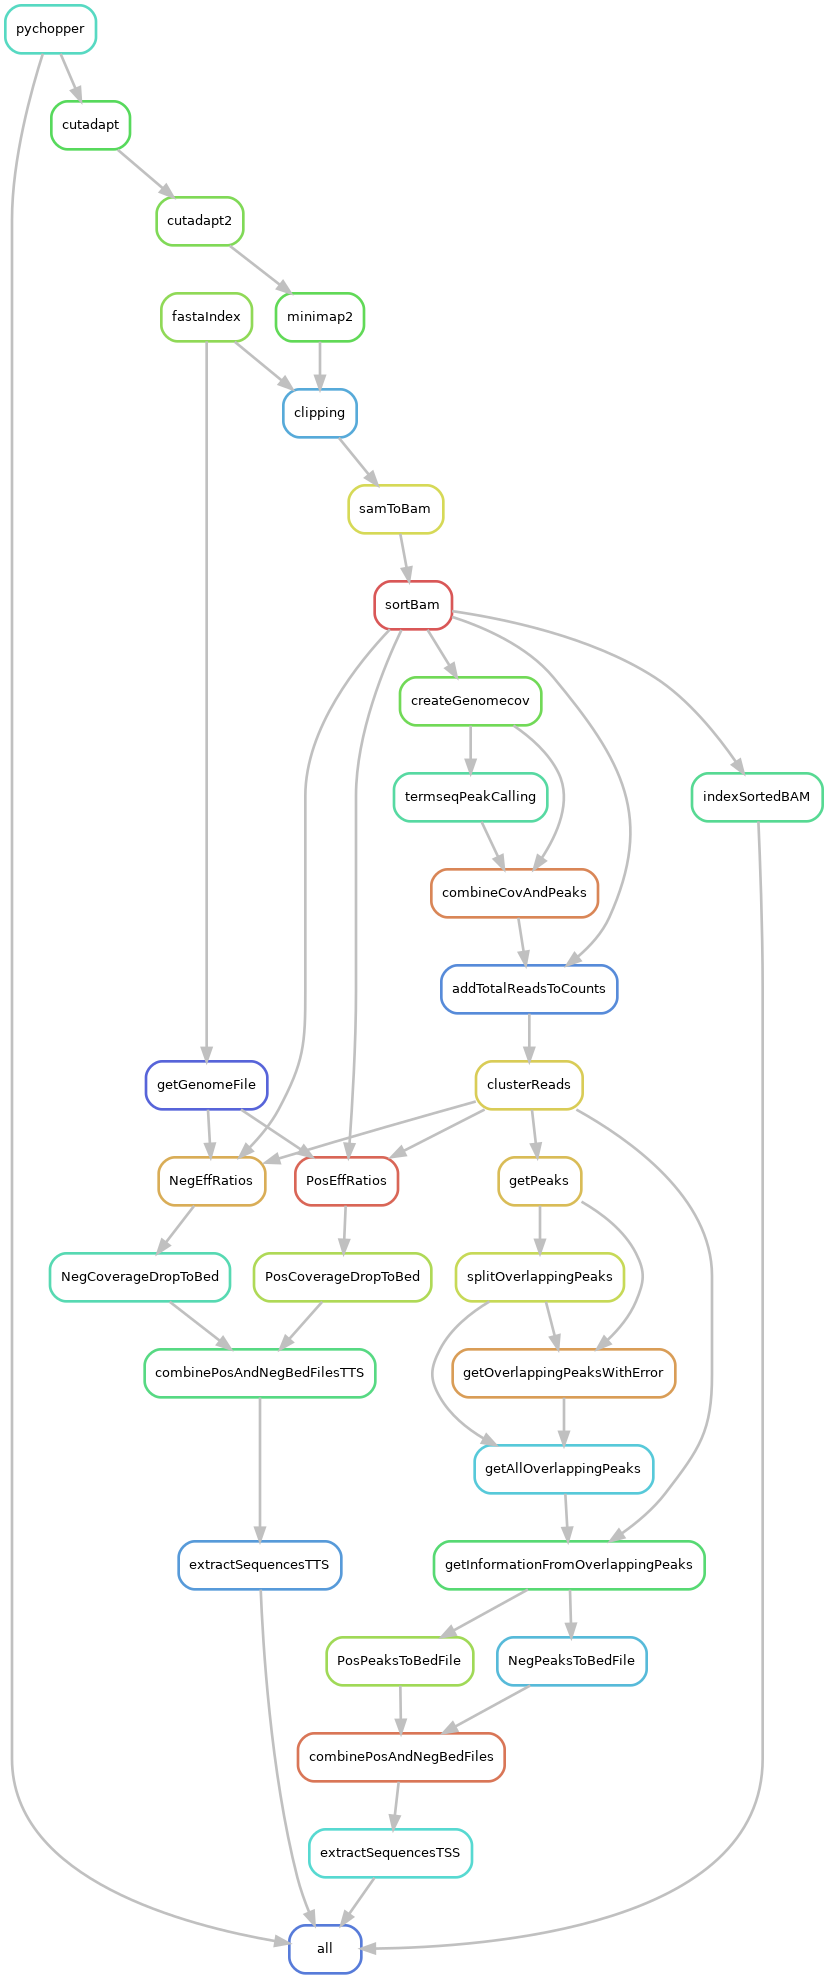 pychopper
cutadapt
cutadapt2
fastaIndex
minimap2
clipping
samToBam
sortBam
createGenomecov
termseqPeakCalling
indexSortedBAM
combineCovAndPeaks
addTotalReadsToCounts
getGenomeFile
clusterReads
NegEffRatios
PosEffRatios
getPeaks
NegCoverageDropToBed
PosCoverageDropToBed
splitOverlappingPeaks
combinePosAndNegBedFilesTTS
getOverlappingPeaksWithError
getAllOverlappingPeaks
extractSequencesTTS
getInformationFromOverlappingPeaks
PosPeaksToBedFile
NegPeaksToBedFile
combinePosAndNegBedFiles
extractSequencesTSS
all